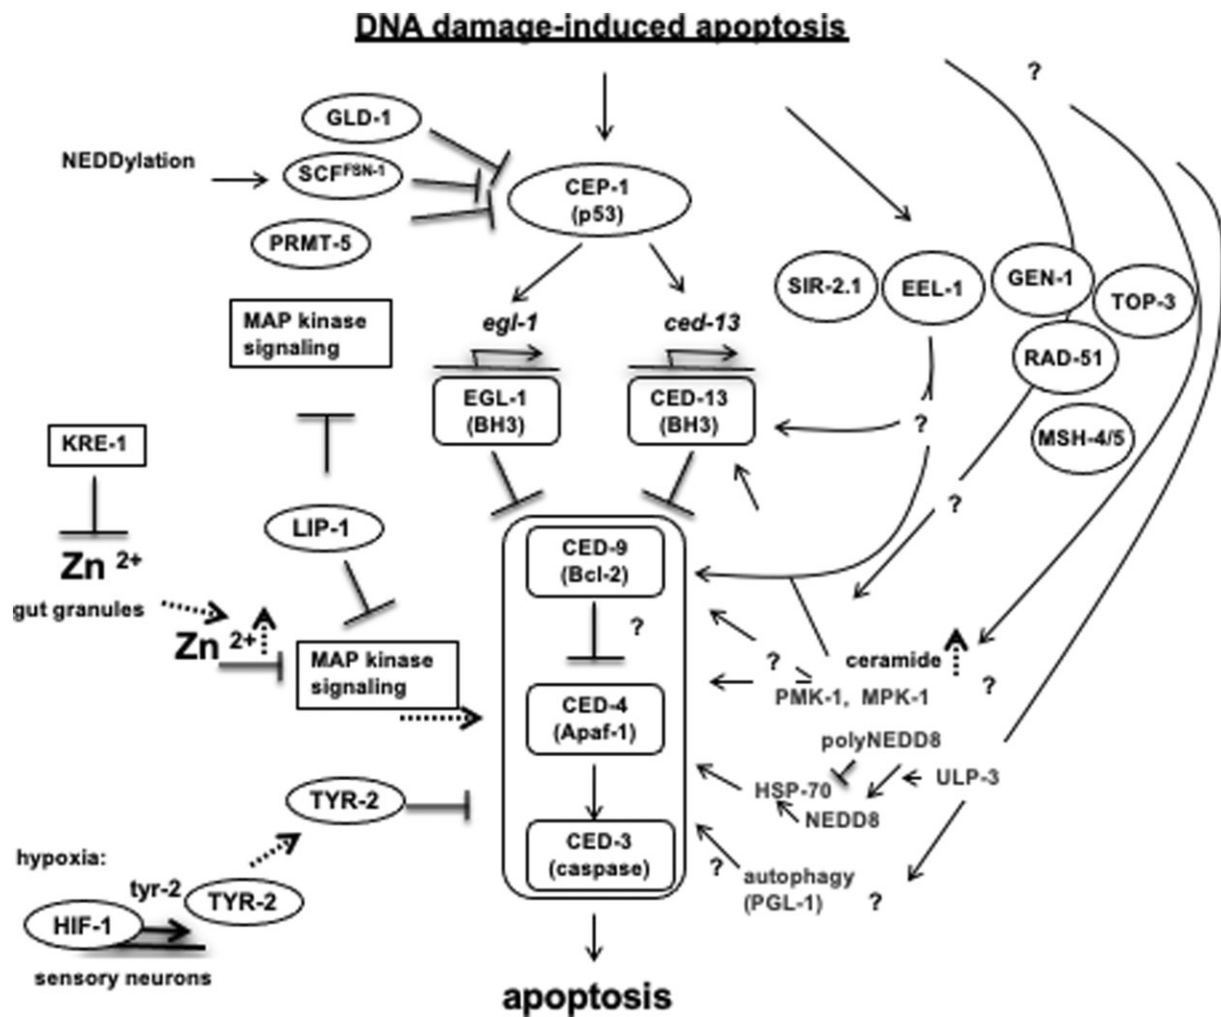 DNA damage-induced apoptosis
?
GLD-1
NEDDylation
SCF^FSN-1
CEP-1
(p53)
PRMT-5
SIR-2.1
EEL-1
GEN-1
TOP-3
MAP kinase
signaling
egl-1
ced-13
RAD-51
EGL-1
(BH3)
CED-13
(BH3)
?
MSH-4/5
KRE-1
?
LIP-1
CED-9
(Bcl-2)
Zn 2+
gut granules
?
Zn 2+
MAP kinase
signaling
?
ceramide
?
PMK-1, MPK-1
CED-4
(Apaf-1)
polyNEDD8
HSP-70
ULP-3
NEDD8
TYR-2
CED-3
(caspase)
?
autophagy
(PGL-1)
?
hypoxia:
tyr-2
TYR-2
HIF-1
sensory neurons
apoptosis